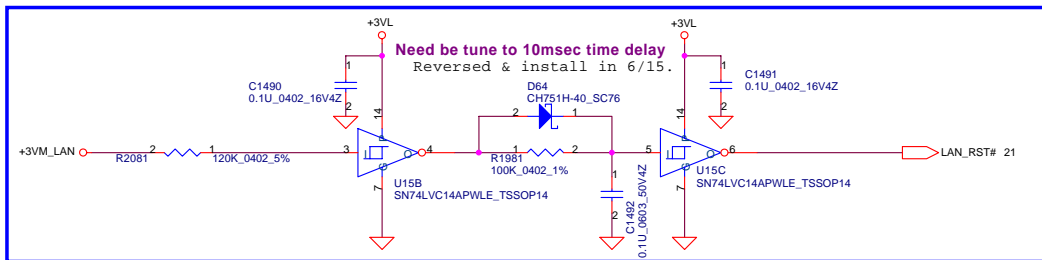 +3VL
+3VL
Need be tune to 10msec time delay
Reversed & install in 6/15.
1
C1490
0.1U_0402_16V4Z
2
14
P
D64
CH751H-40_SC76
2
1
1
C1491
0.1U_0402_16V4Z
2
14
P
+3VM_LAN
2
1
R2081
120K_0402_5%
3
I
O
4
G
7
U15B
SN74LVC14APWLE_TSSOP14
1
2
R1981
100K_0402_1%
1
2
C1492
0.1U_0603_50V4Z
5
I
O
6
G
7
U15C
SN74LVC14APWLE_TSSOP14
LAN_RST# 21